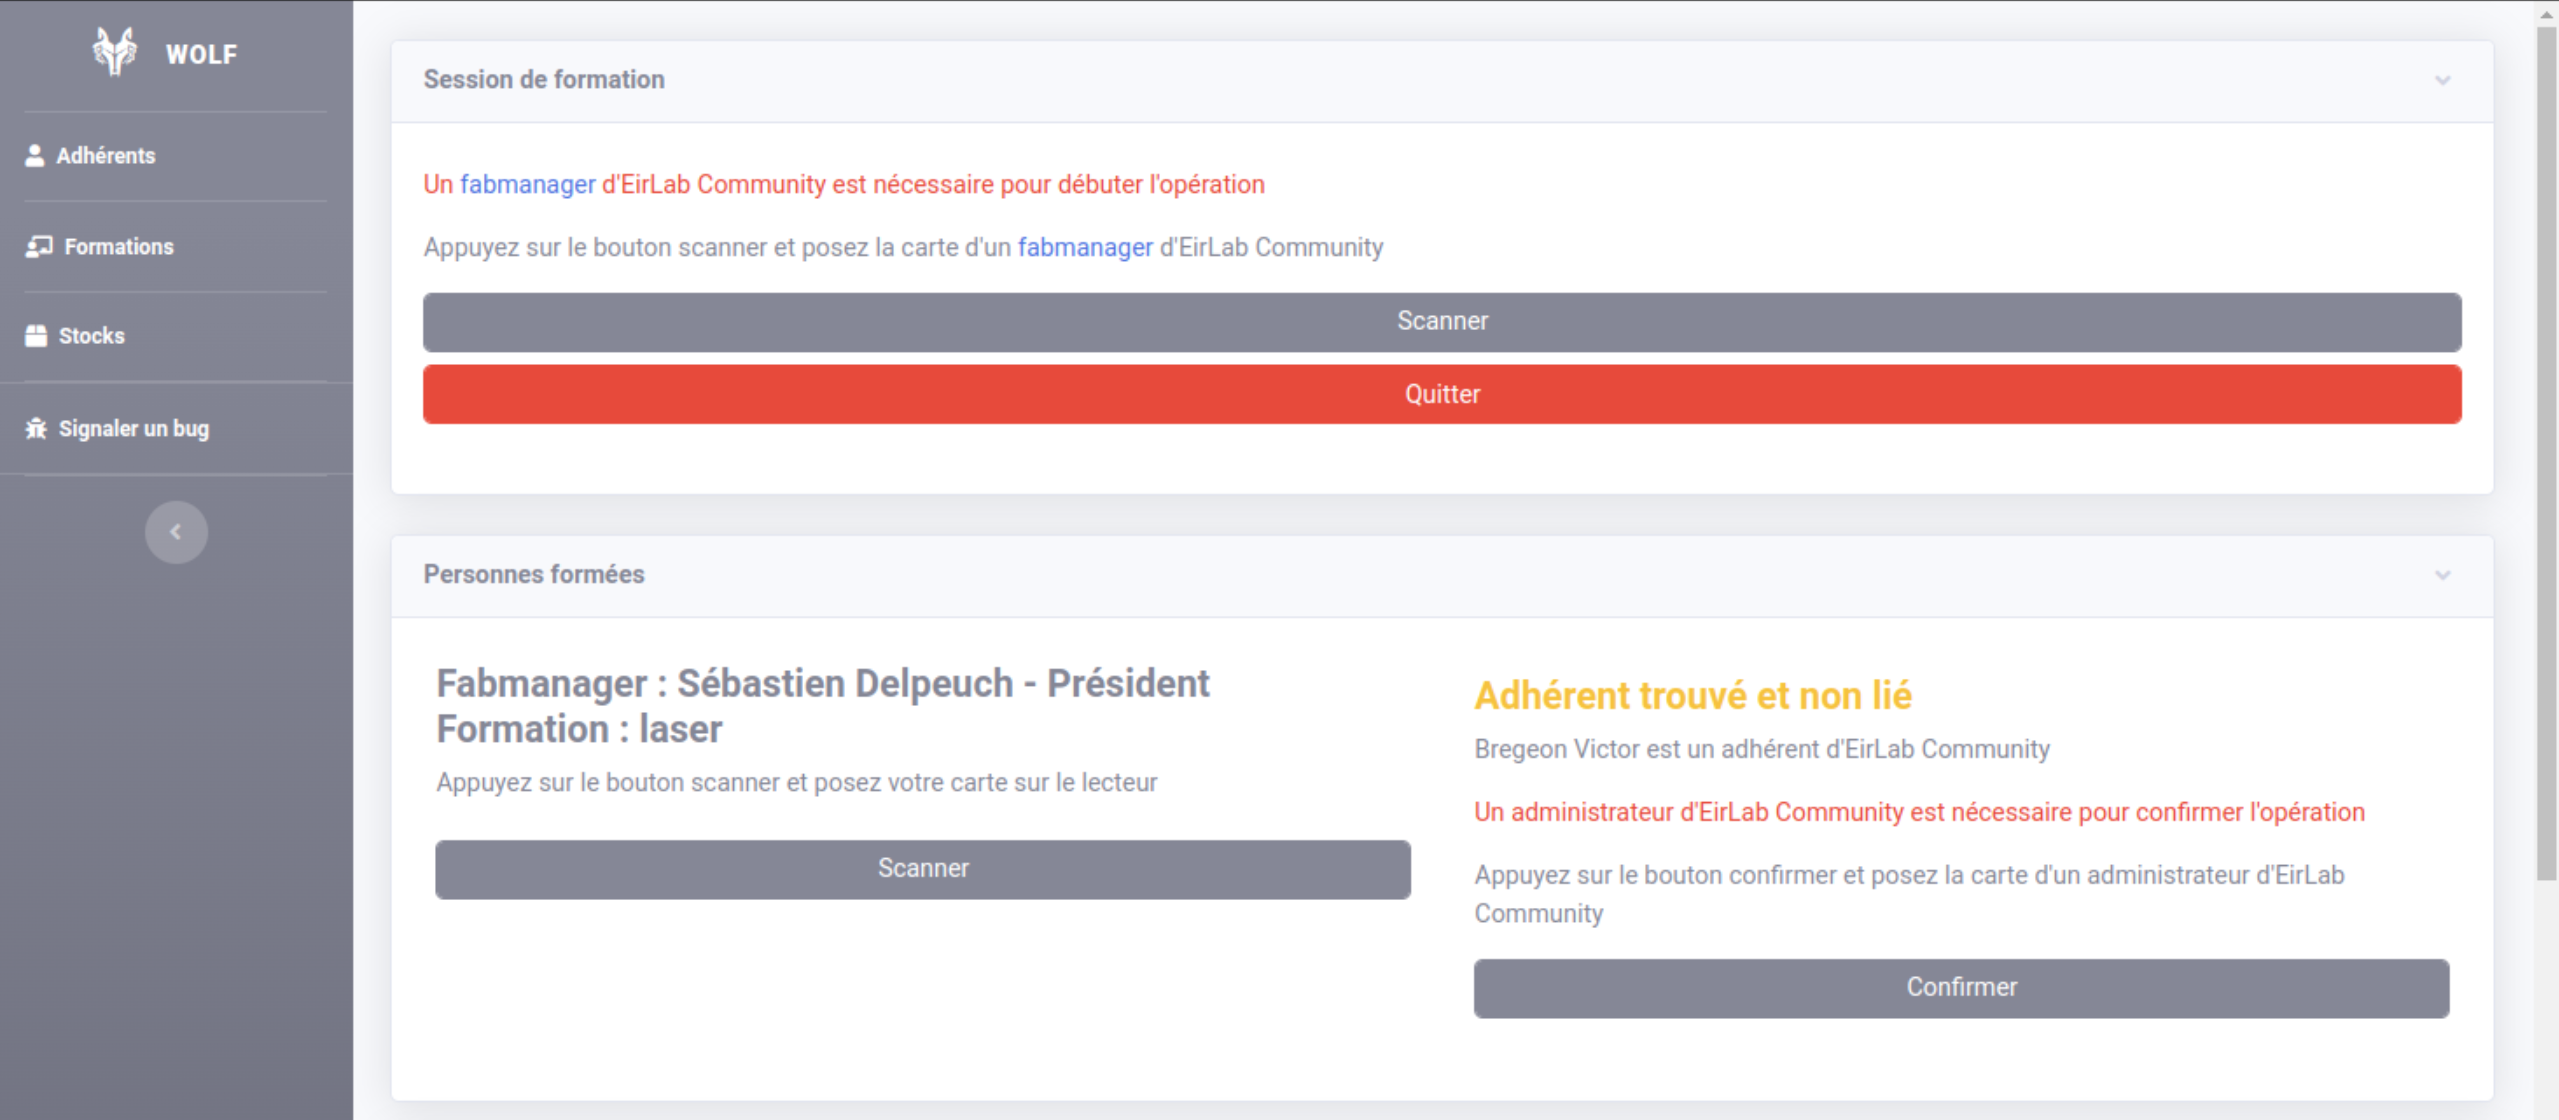 WOLF
Adhérents
Formations
Stocks
Signaler un bug
Session de formation
Un fabmanager d'EirLab Community est nécessaire pour débuter l'opération
Appuyez sur le bouton scanner et posez la carte d'un fabmanager d'EirLab Community
Scanner
Quitter
Personnes formées
Fabmanager : Sébastien Delpeuch - Président
Formation : laser
Appuyez sur le bouton scanner et posez votre carte sur le lecteur
Scanner
Adhérent trouvé et non lié
Bregeon Victor est un adhérent d'EirLab Community
Un administrateur d'EirLab Community est nécessaire pour confirmer l'opération
Appuyez sur le bouton confirmer et posez la carte d'un administrateur d'EirLab
Community
Confirmer